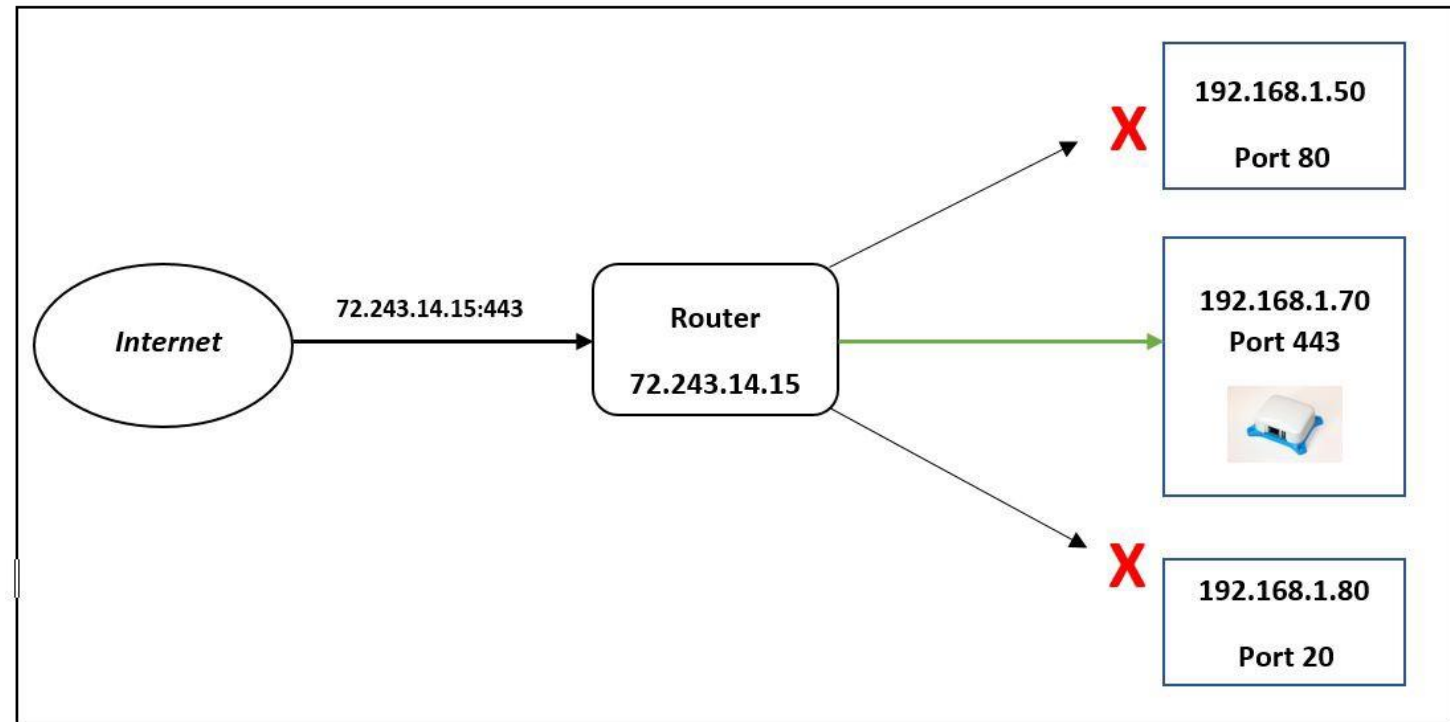 Internet
72.243.14.15:443
Router
72.243.14.15
X
192.168.1.50
Port 80
192.168.1.70
Port 443
X
192.168.1.80
Port 20